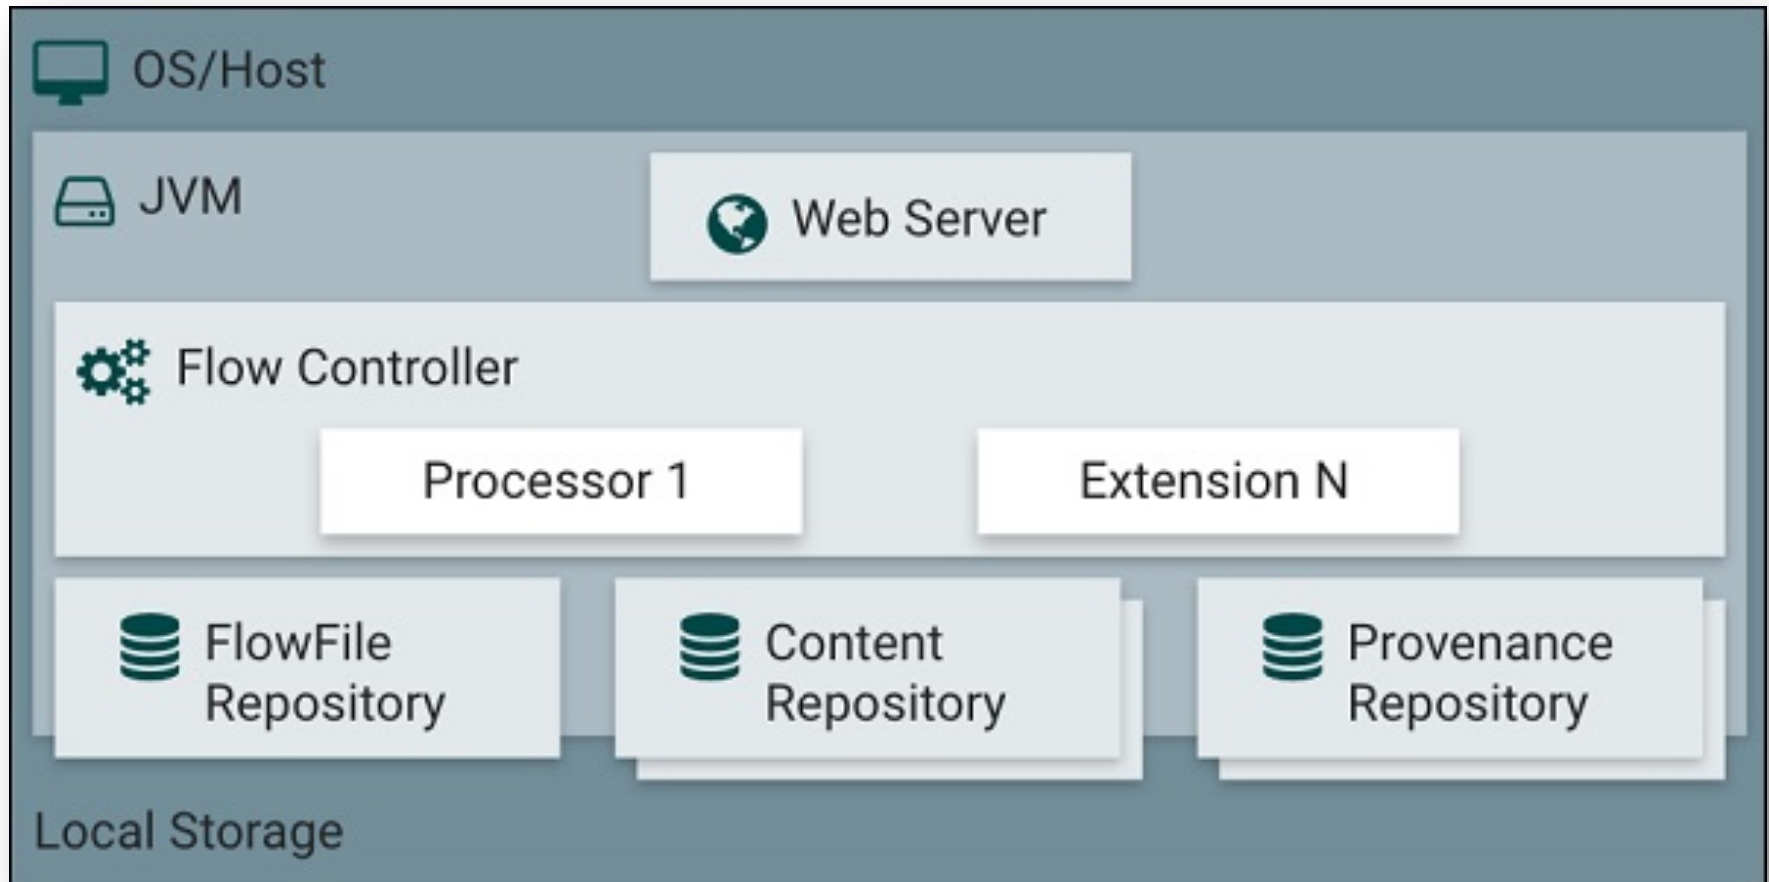 OS/Host
JVM
Web Server
Flow Controller
Processor 1
Extension N
FlowFile
Repository
Content
Repository
Provenance
Repository
Local Storage